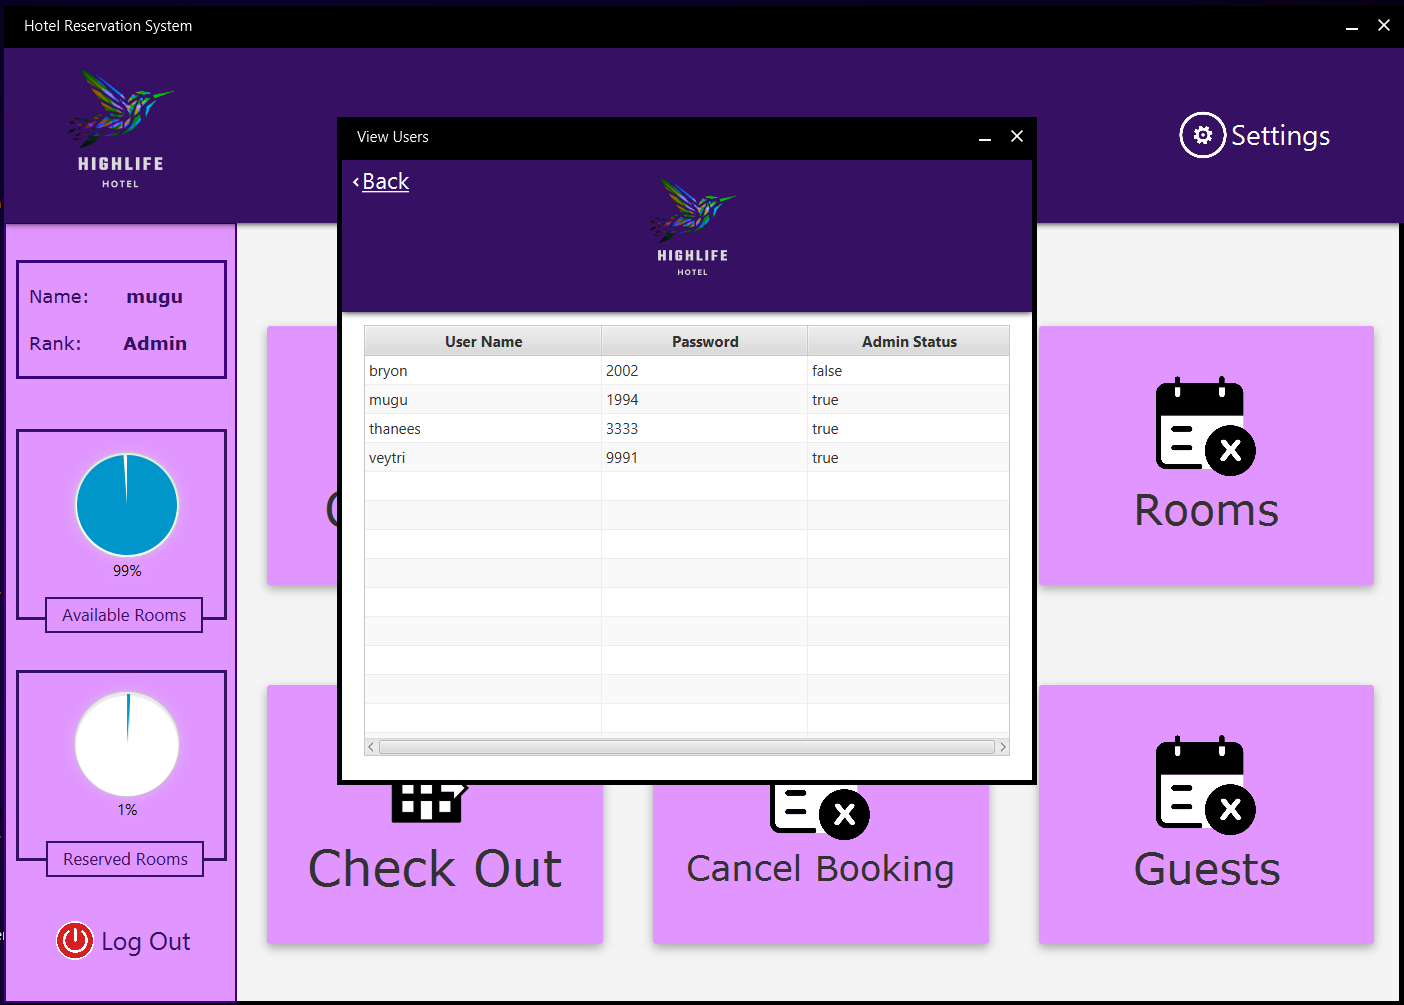 Hotel Reservation System
HIGHLIFE
HOTEL
Settings
Name: mugu
Rank: Admin
99%
Available Rooms
1%
Reserved Rooms
Log Out
View Users
Back
HIGHLIFE
HOTEL
User Name Password Admin Status
bryon 2002 false
mugu 1994 true
thanees 3333 true
veytri 9991 true
Rooms
Check Out
Cancel Booking
Guests